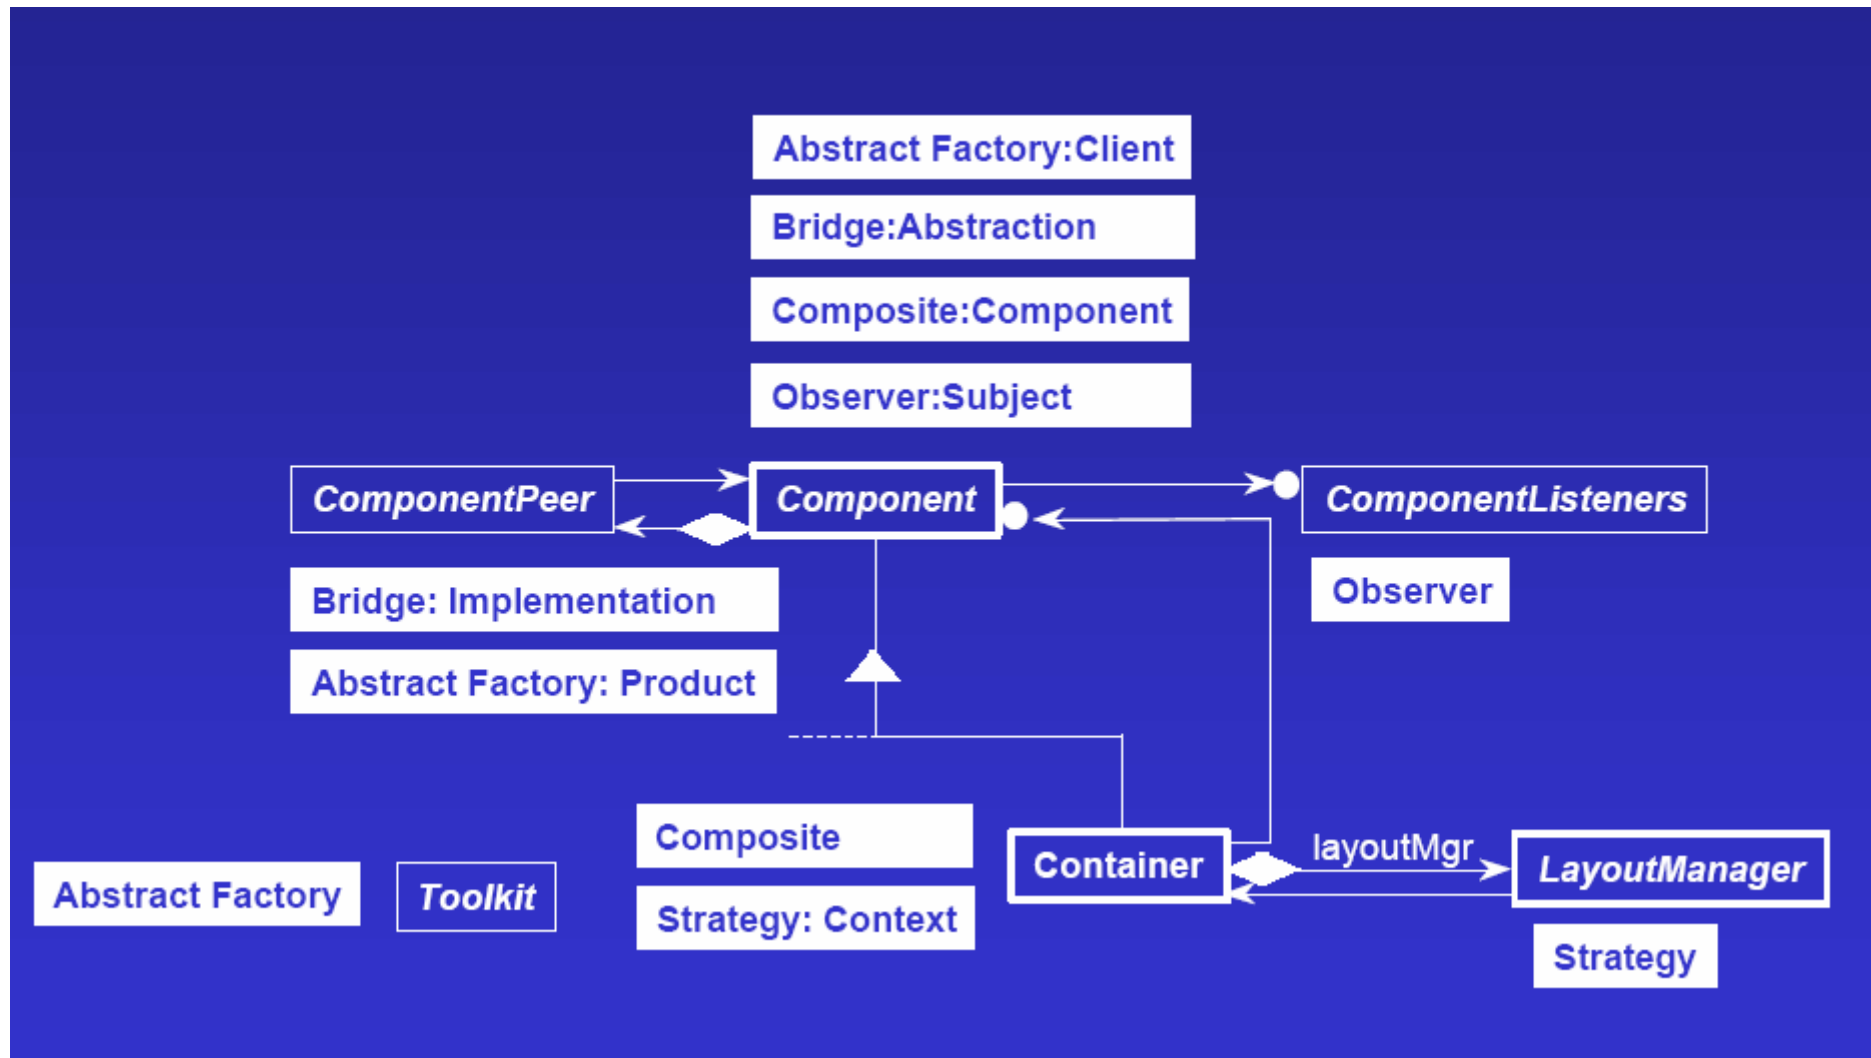 Abstract Factory:Client
Bridge:Abstraction
Composite:Component
Observer:Subject
ComponentPeer
Component
ComponentListeners
Bridge: Implementation
Observer
Abstract Factory: Product
Composite
Container
layoutMgr
LayoutManager
Abstract Factory
Toolkit
Strategy: Context
Strategy